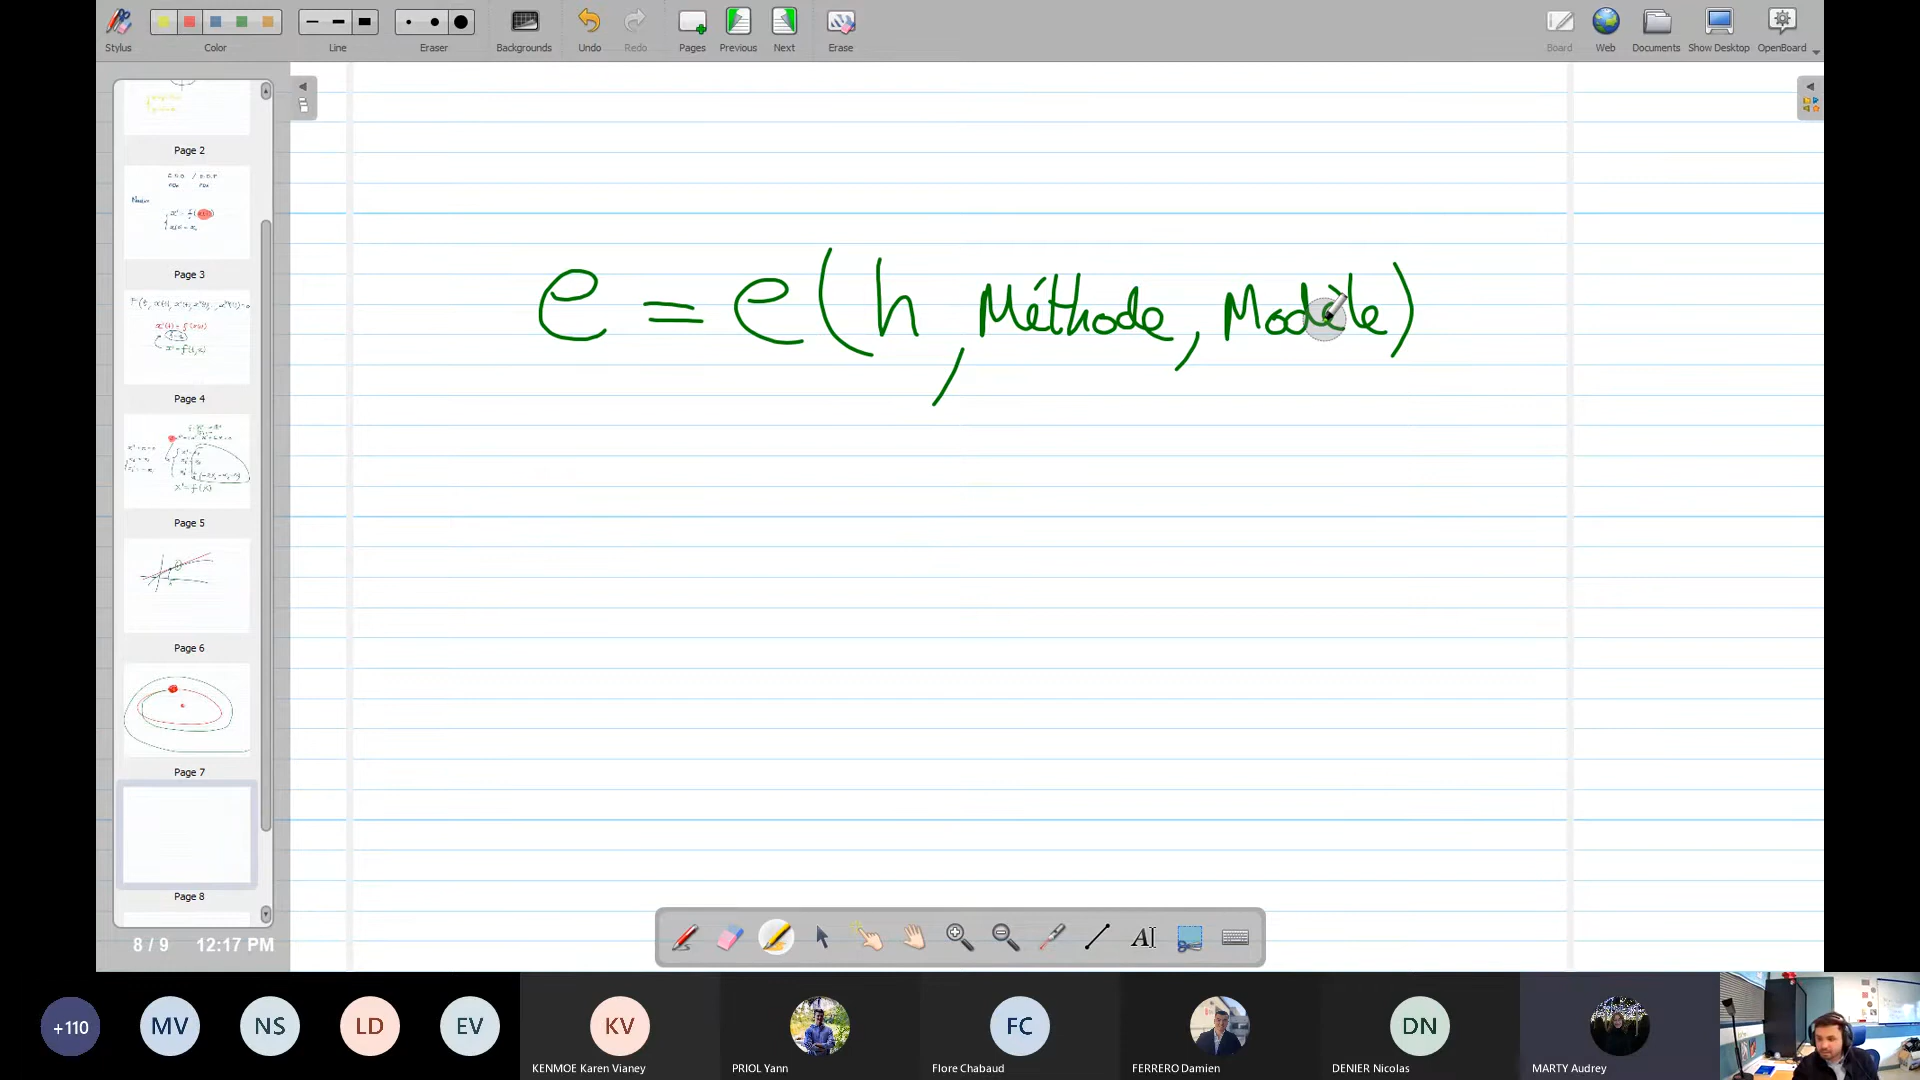 Stylus
Color
Line
Eraser
Backgrounds
Undo
Redo
Pages
Previous
Next
Erase
Board
Web
Documents
Show Desktop
OpenBoard
Page 2
Page 3
Page 4
Page 5
Page 6
Page 7
Page 8
8 / 9 12:17 PM
e = e(h, Méthode, Modèle)
+110
MV
NS
LD
EV
KV
KENMOE Karen Vianey
PRIOL Yann
FC
Flore Chabaud
FERRERO Damien
DN
DENIER Nicolas
MARTY Audrey